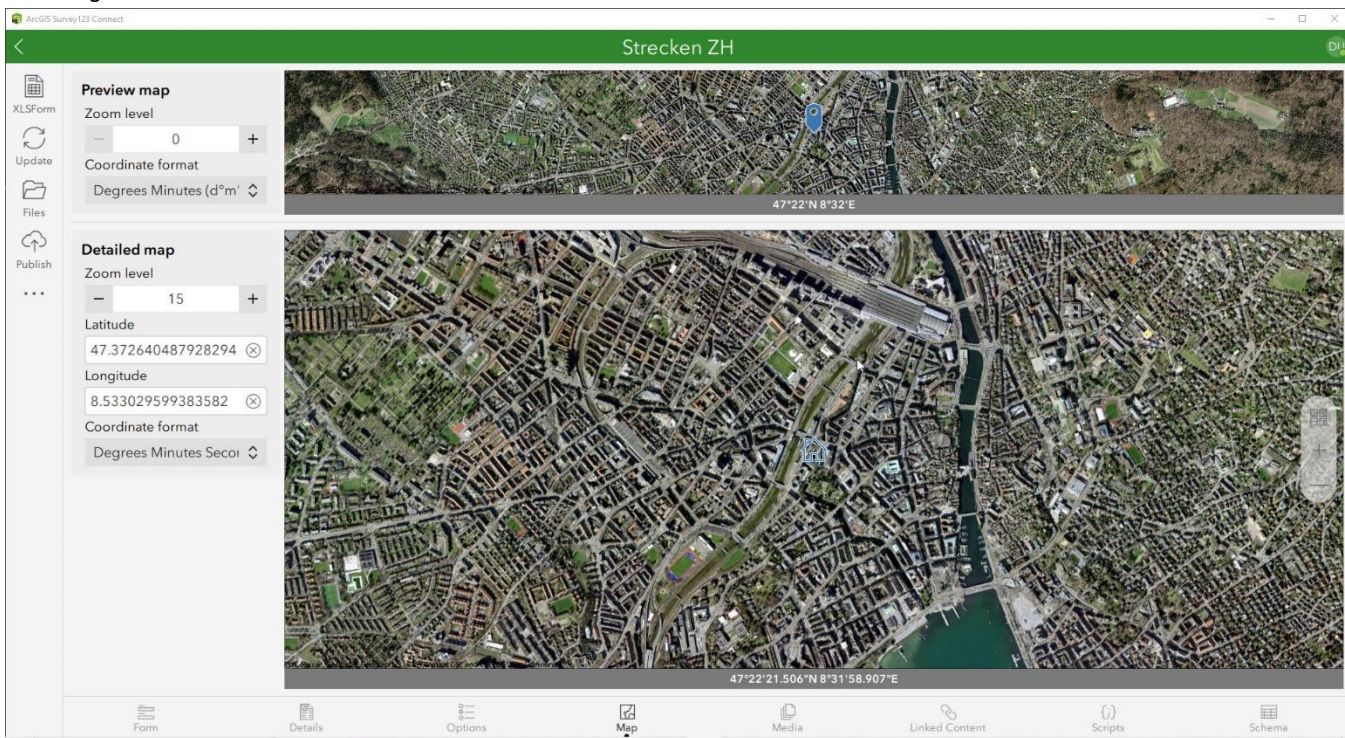 ArcGIS Survey123 Connect
Strecken ZH
DI
XLSForm
Update
Files
Publish
Preview map
Zoom level
0
Coordinate format
Degrees Minutes (d°m'
47°22'N 8°32'E
Detailed map
Zoom level
15
Latitude
47.372640487928294
Longitude
8.533029599383582
Coordinate format
Degrees Minutes Secon
47°22'21.506"N 8°31'58.907"E
Form
Details
Options
Map
Media
Linked Content
Scripts
Schema